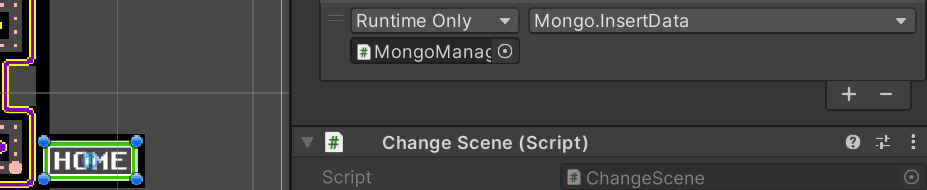 Runtime Only Mongo.InsertData
MongoManag
HOME
Change Scene (Script)
Script ChangeScene